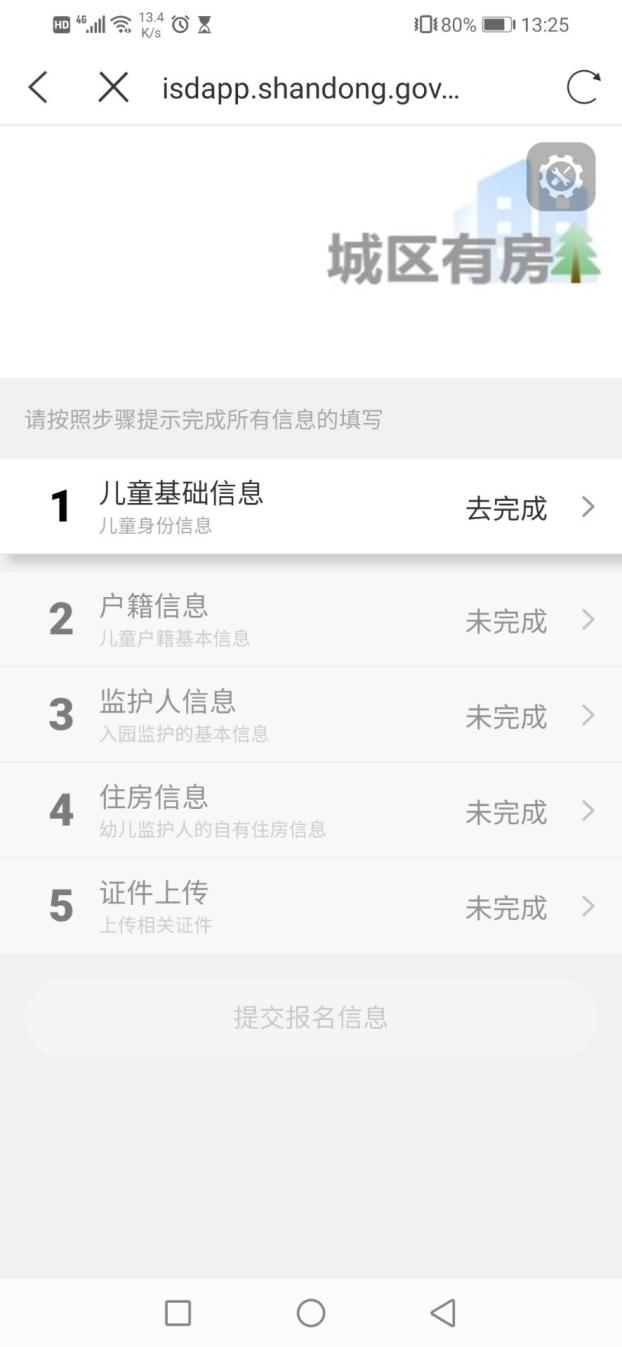 HD 4G 13.4 K/s 80% 13:25
isdapp.shandong.gov...
城区有房
请按照步骤提示完成所有信息的填写
1 儿童基础信息 去完成
儿童身份信息
2 户籍信息 未完成
儿童户籍基本信息
3 监护人信息 未完成
入园监护的基本信息
4 住房信息 未完成
幼儿监护人的自有住房信息
5 证件上传 未完成
上传相关证件
提交报名信息